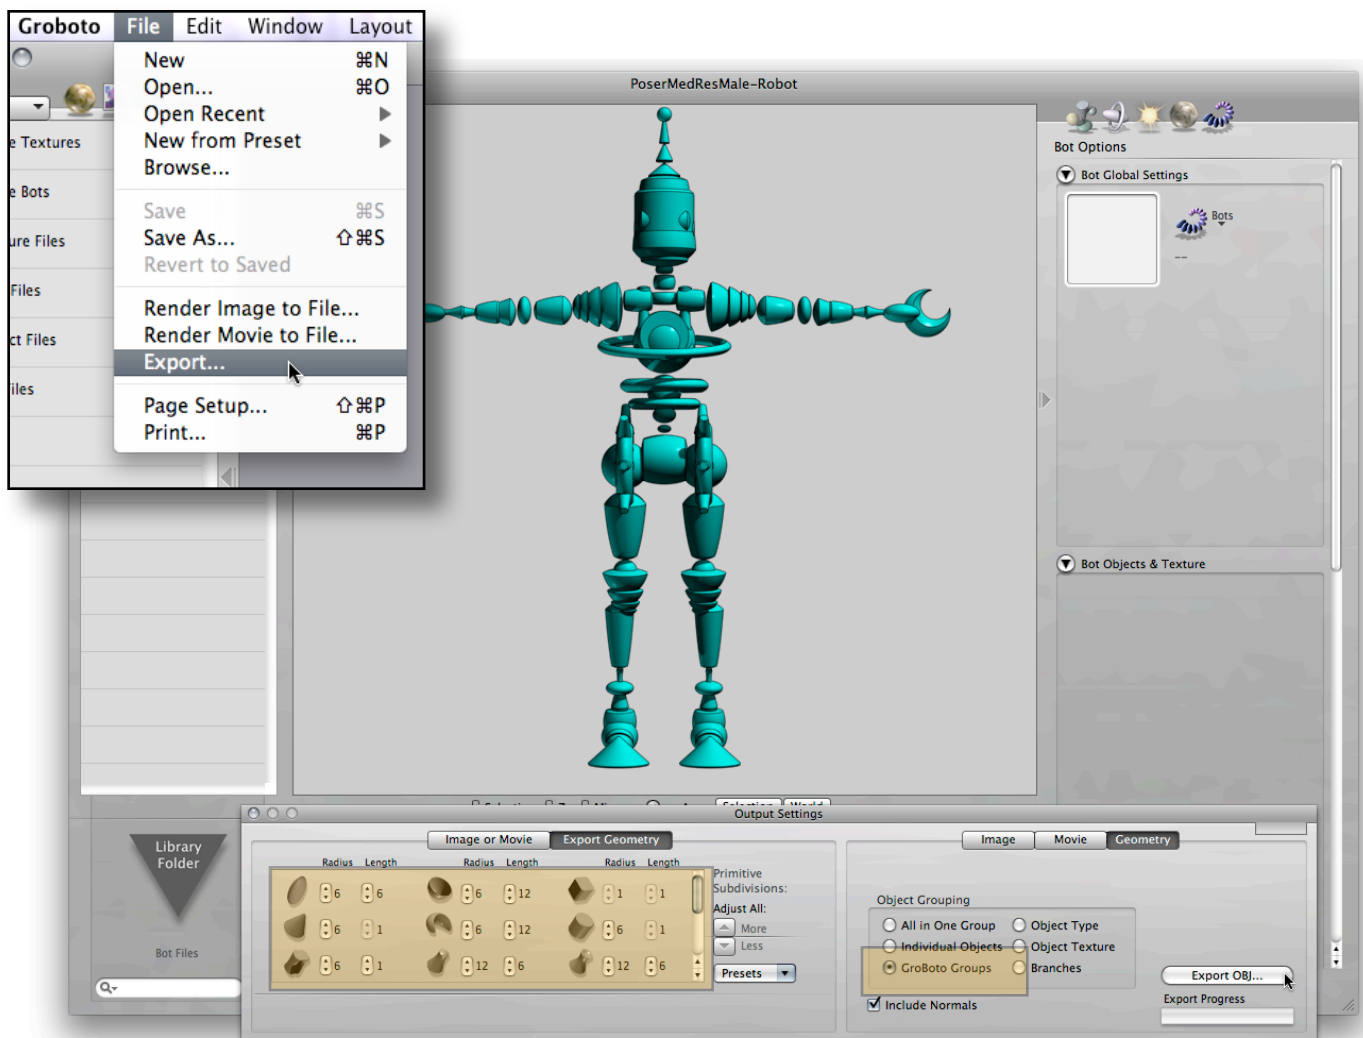 Groboto File Edit Window Layout
New ⌘N
Open... ⌘O
Open Recent
New from Preset
Browse...
Save ⌘S
Save As... ⇧⌘S
Revert to Saved
Render Image to File...
Render Movie to File...
Export...
Page Setup... ⇧⌘P
Print... ⌘P
e Textures
e Bots
ure Files
Files
ct Files
iles
PoserMedResMale-Robot
Bot Options
Bot Global Settings
Bots
--
Bot Objects & Texture
Library
Folder
Bot Files
Output Settings
Image or Movie Export Geometry
Radius Length Radius Length Radius Length
6 6 6 12 1 1
6 1 6 12 6 1
6 1 12 6 12 6
Primitive
Subdivisions:
Adjust All:
More
Less
Presets
Image Movie Geometry
Object Grouping
All in One Group Object Type
Individual Objects Object Texture
GroBoto Groups Branches
Include Normals
Export OBJ...
Export Progress